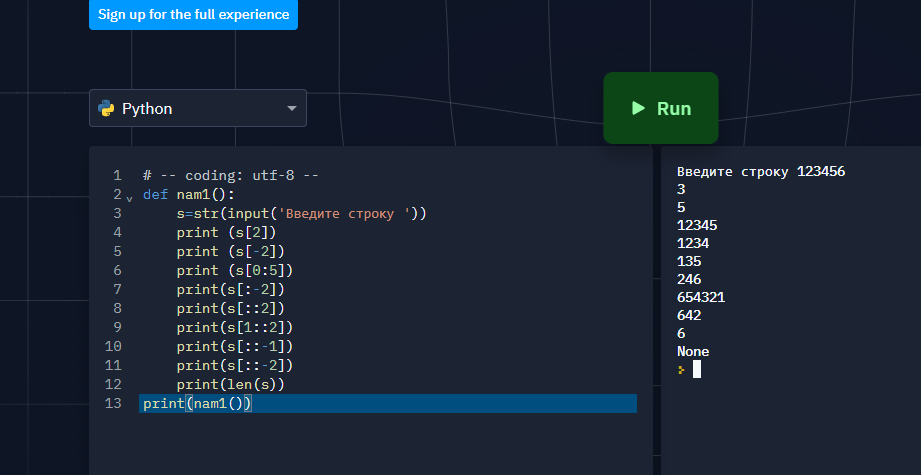 Sign up for the full experience
Python
Run
1 # -- coding: utf-8 --
2 def nam1():
3 s=str(input('Введите строку '))
4 print (s[2])
5 print (s[-2])
6 print (s[0:5])
7 print(s[:-2])
8 print(s[::2])
9 print(s[1::2])
10 print(s[::-1])
11 print(s[::-2])
12 print(len(s))
13 print(nam1())
Введите строку 123456
3
5
12345
1234
135
246
654321
642
6
None
>